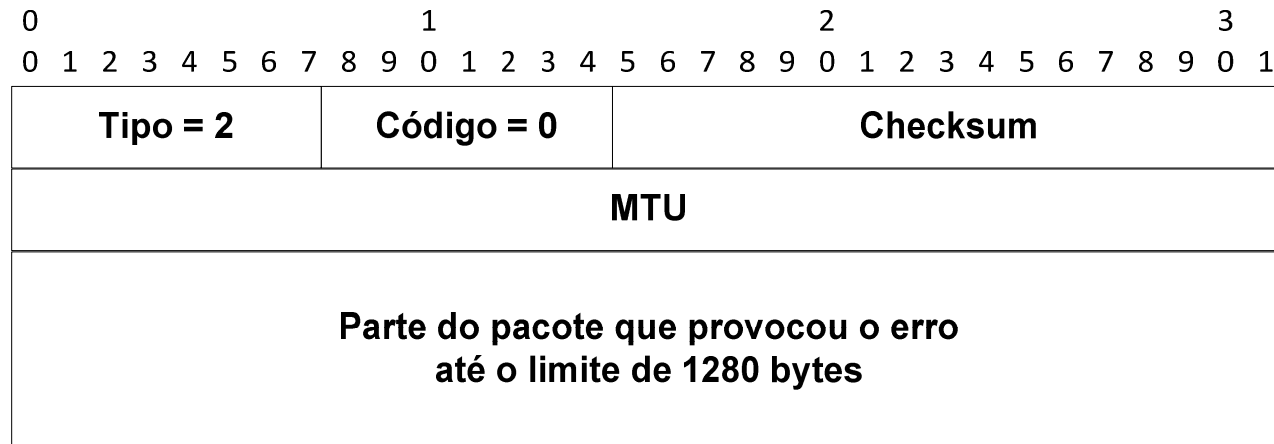 0 1 2 3
0 1 2 3 4 5 6 7 8 9 0 1 2 3 4 5 6 7 8 9 0 1 2 3 4 5 6 7 8 9 0 1
Tipo = 2 Código = 0 Checksum
MTU
Parte do pacote que provocou o erro
até o limite de 1280 bytes